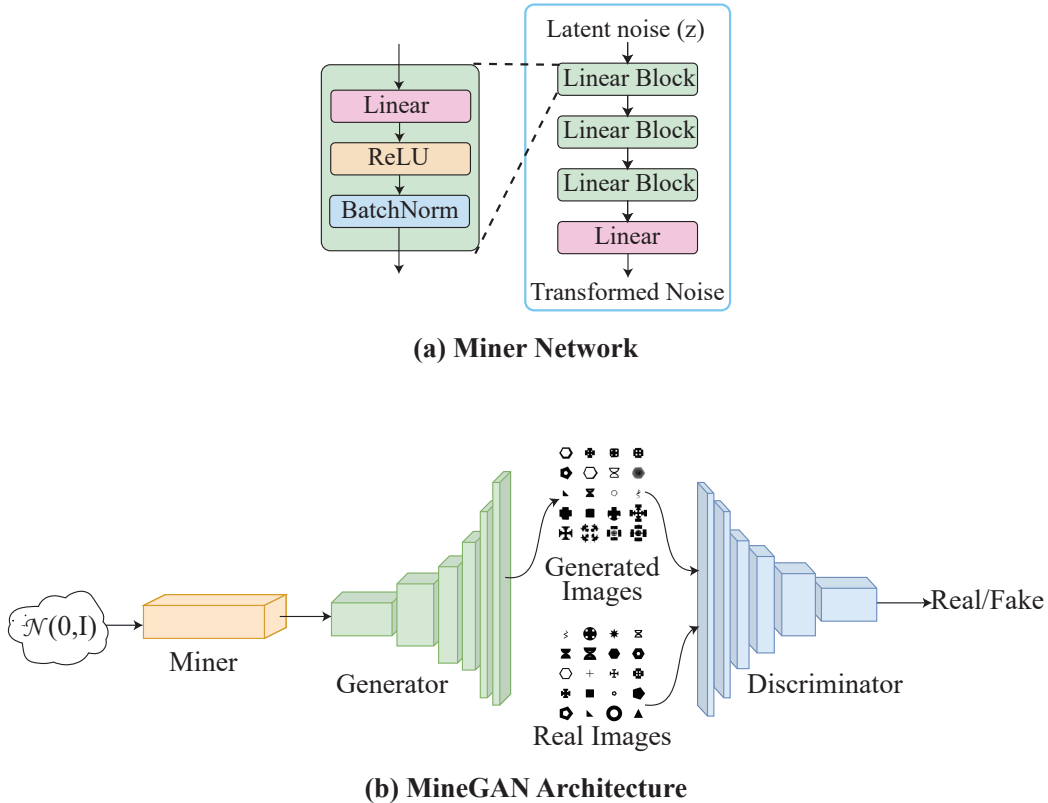 Latent noise (z)
Linear Block
Linear
ReLU
BatchNorm
Linear Block
Linear Block
Linear
Transformed Noise
(a) Miner Network
𝒩(0,I)
Miner
Generator
Generated
Images
Real Images
Discriminator
Real/Fake
(b) MineGAN Architecture